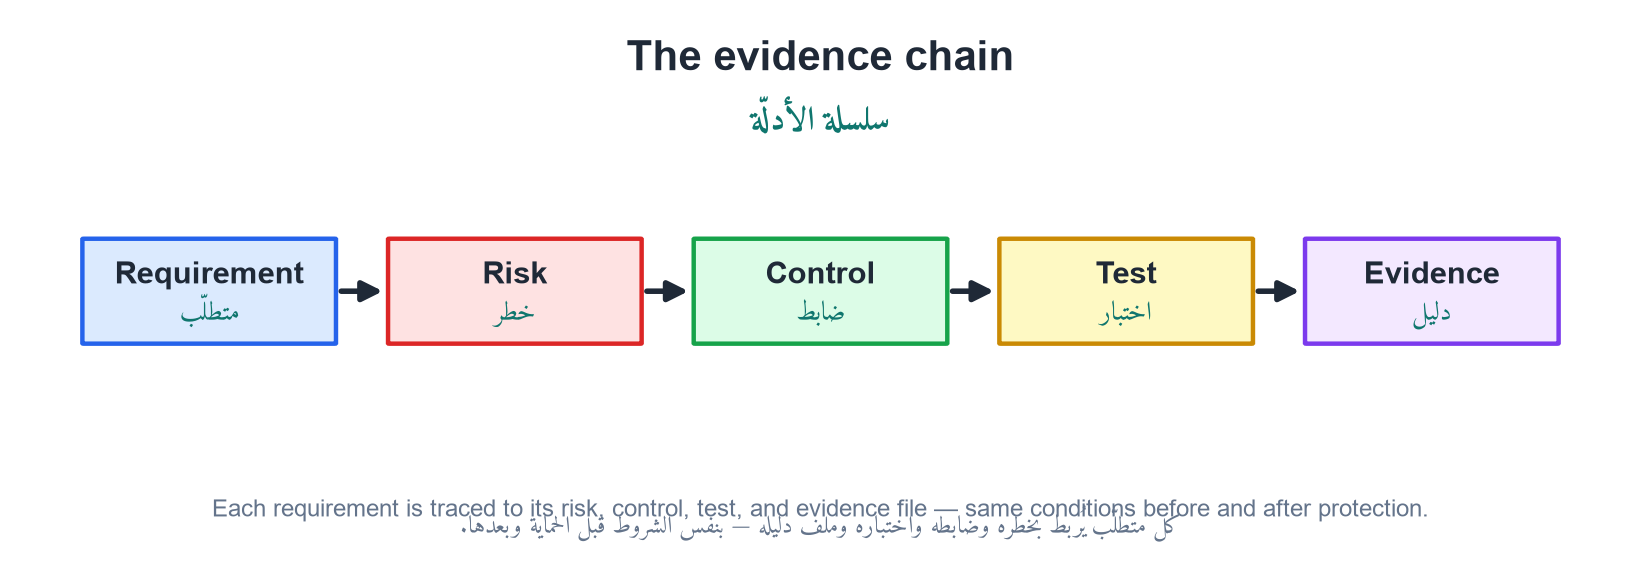 The evidence chain
سلسلة الأدلّة
Requirement
متطلّب
Risk
خطر
Control
ضابط
Test
اختبار
Evidence
دليل
Each requirement is traced to its risk, control, test, and evidence file — same conditions before and after protection.
كل متطلّب يُربط بخطره وضابطه واختباره وملف دليله — بنفس الشروط قبل الحماية وبعدها.